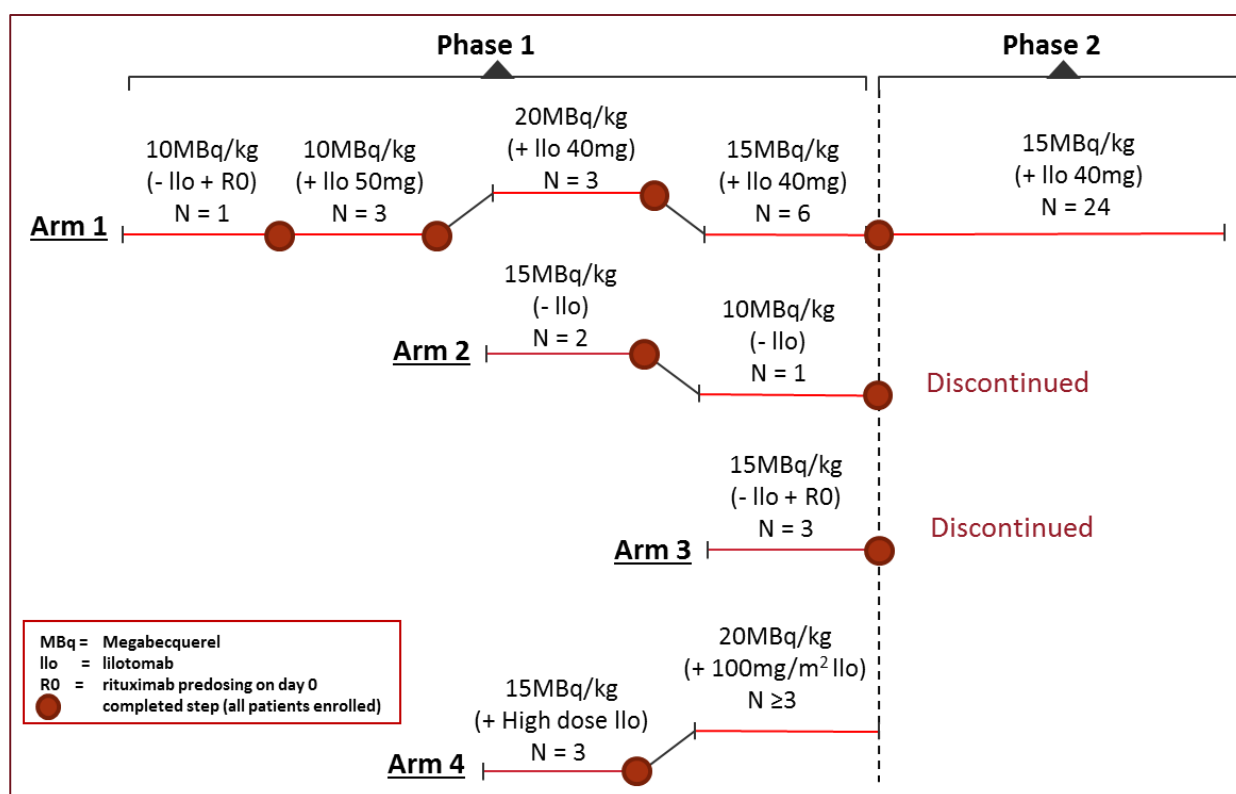 Phase 1
Phase 2
10MBq/kg
(- llo + R0)
N = 1
10MBq/kg
(+ llo 50mg)
N = 3
20MBq/kg
(+ llo 40mg)
N = 3
15MBq/kg
(+ llo 40mg)
N = 6
15MBq/kg
(+ llo 40mg)
N = 24
Arm 1
15MBq/kg
(- llo)
N = 2
10MBq/kg
(- llo)
N = 1
Arm 2
Discontinued
15MBq/kg
(- llo + R0)
N = 3
Arm 3
Discontinued
15MBq/kg
(+ High dose llo)
N = 3
20MBq/kg
(+ 100mg/m² llo)
N ≥3
Arm 4
MBq = Megabecquerel
llo = lilotomab
R0 = rituximab predosing on day 0
completed step (all patients enrolled)